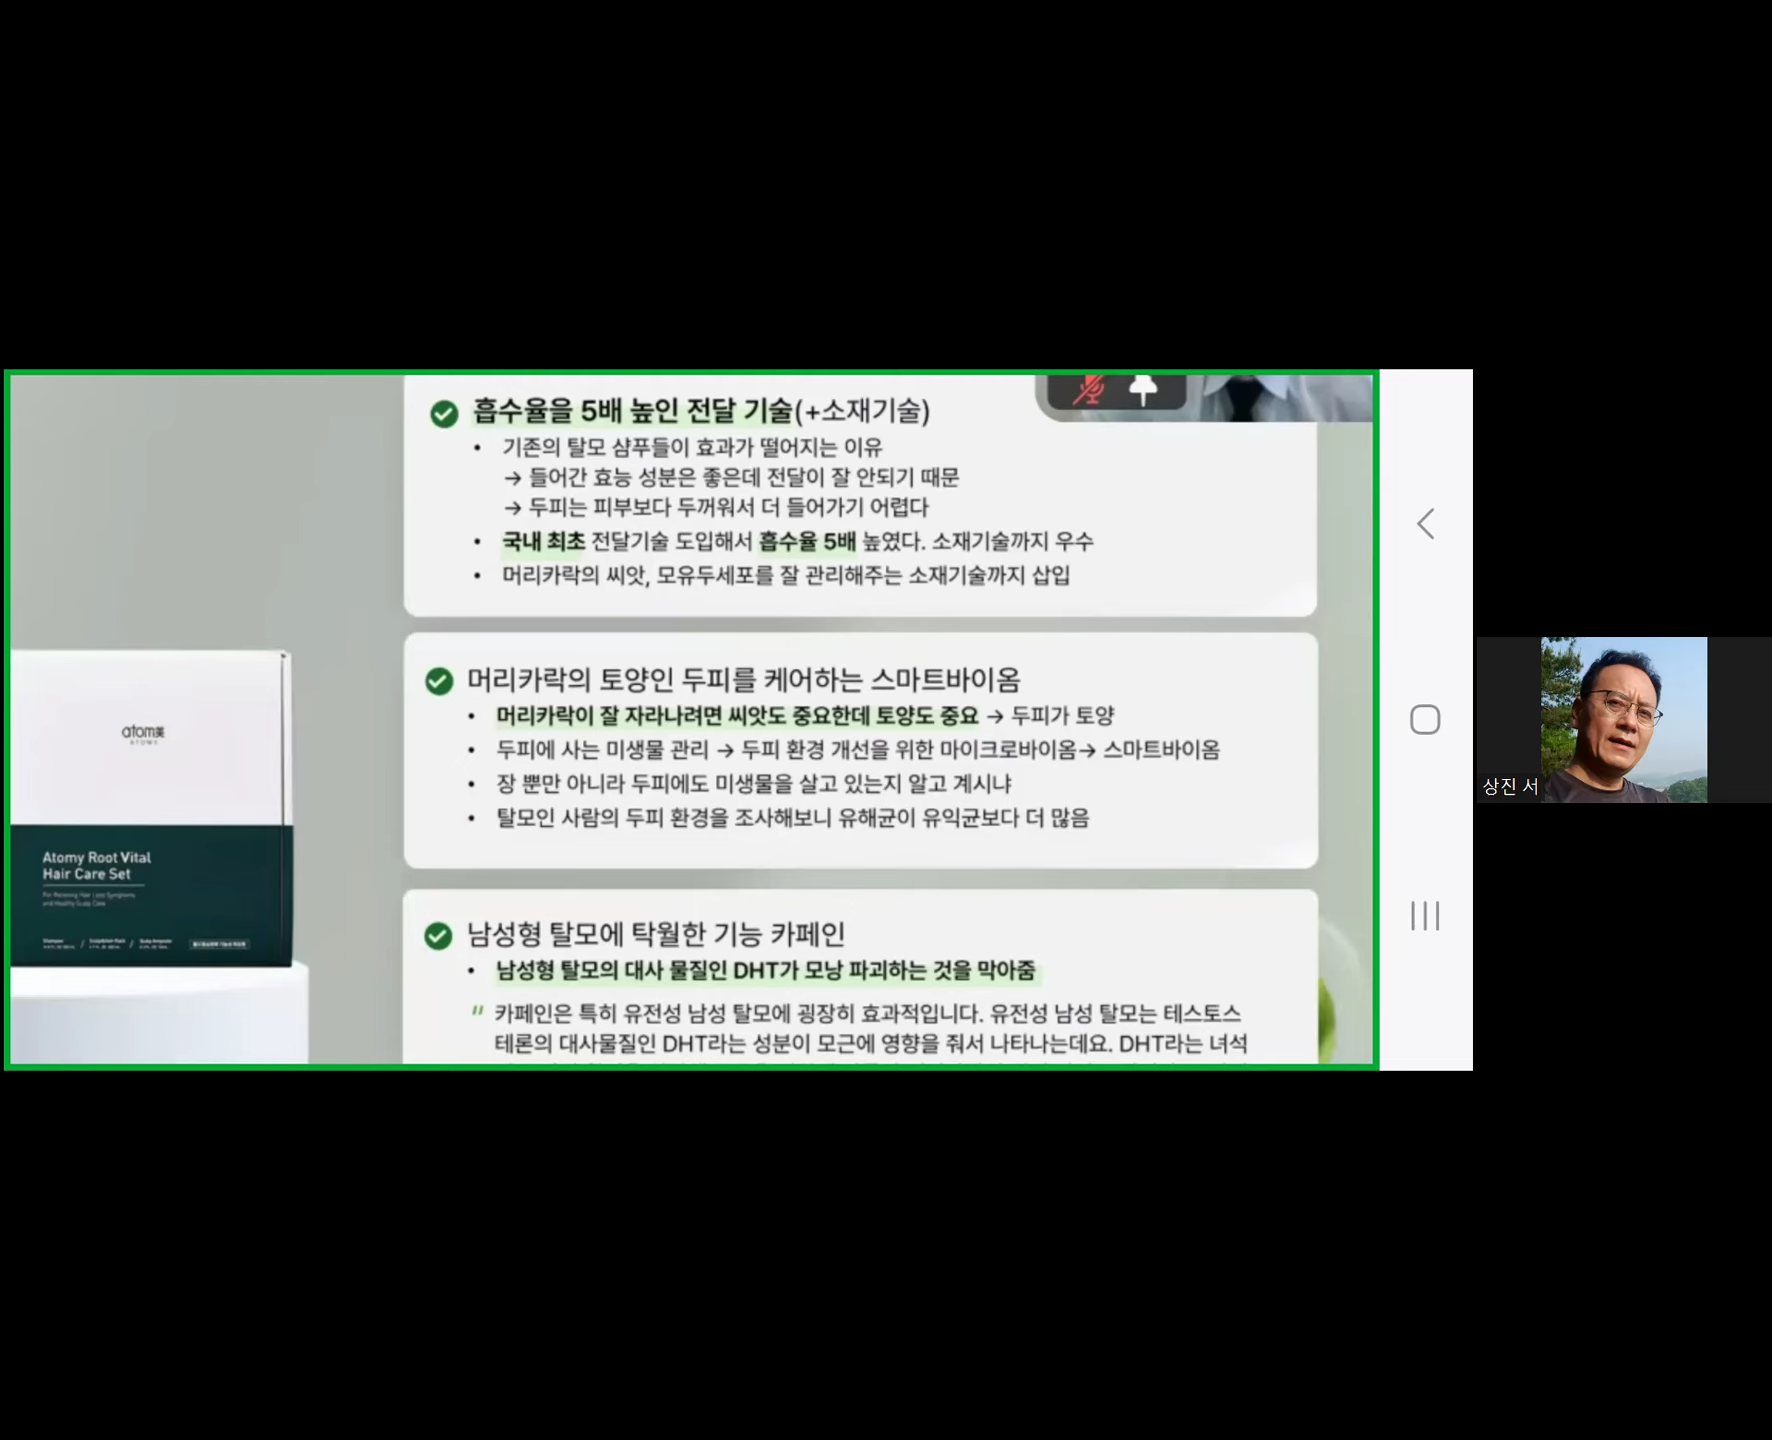 흡수율을 5배 높인 전달 기술(+소재기술)
• 기존의 탈모 샴푸들이 효과가 떨어지는 이유
→ 들어간 효능 성분은 좋은데 전달이 잘 안되기 때문
→ 두피는 피부보다 두꺼워서 더 들어가기 어렵다
• 국내 최초 전달기술 도입해서 흡수율 5배 높였다. 소재기술까지 우수
• 머리카락의 씨앗, 모유두세포를 잘 관리해주는 소재기술까지 삽입
머리카락의 토양인 두피를 케어하는 스마트바이옴
• 머리카락이 잘 자라나려면 씨앗도 중요한데 토양도 중요 → 두피가 토양
• 두피에 사는 미생물 관리 → 두피 환경 개선을 위한 마이크로바이옴→ 스마트바이옴
• 장 뿐만 아니라 두피에도 미생물을 살고 있는지 알고 계시냐
• 탈모인 사람의 두피 환경을 조사해보니 유해균이 유익균보다 더 많음
남성형 탈모에 탁월한 기능 카페인
• 남성형 탈모의 대사 물질인 DHT가 모낭 파괴하는 것을 막아줌
" 카페인은 특히 유전성 남성 탈모에 굉장히 효과적입니다. 유전성 남성 탈모는 테스토스
테론의 대사물질인 DHT라는 성분이 모근에 영향을 줘서 나타나는데요. DHT라는 녀석
atom美
ATOMY
Atomy Root Vital
Hair Care Set
For Relieving Hair Loss Symptoms
and Healthy Scalp Care
상진 서